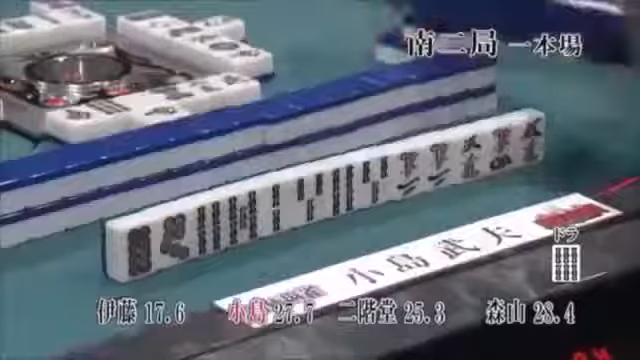 南二局 一本場
小島武夫
ドラ
伊藤 17.6 小島 27.7 二階堂 25.3 森山 28.4